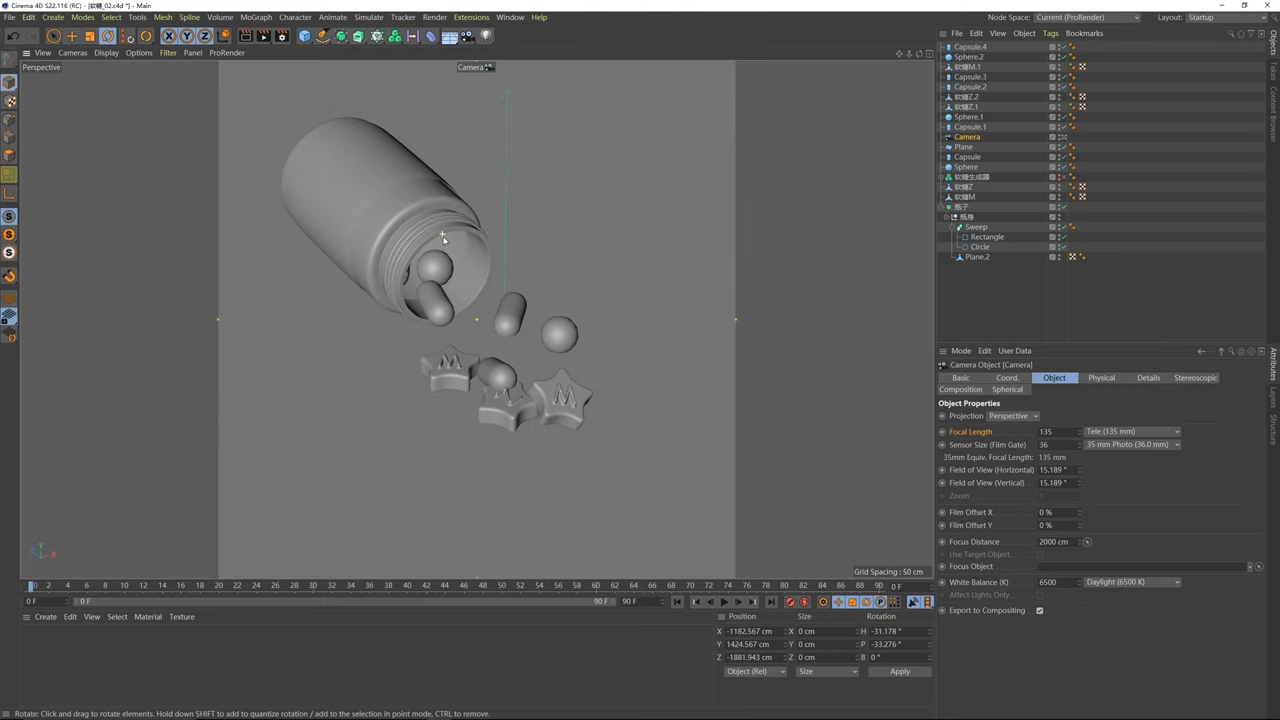 Cinema 4D S22.116 (RC) - [软糖_02.c4d *] - Main
File Edit Create Modes Select Tools Mesh Spline Volume MoGraph Character Animate Simulate Tracker Render Extensions Window Help Node Space: Current (ProRender) Layout: Startup
View Cameras Display Options Filter Panel ProRender
File Edit View Object Tags Bookmarks
Perspective
Camera
Capsule.4
Sphere.2
软糖M.1
Capsule.3
Capsule.2
软糖Z.2
软糖Z.1
Sphere.1
Capsule.1
Camera
Plane
Capsule
Sphere
软糖生成器
软糖Z
软糖M
瓶子
瓶身
Sweep
Rectangle
Circle
Plane.2
Objects
Takes
Content Browser
M
M
Mode Edit User Data
Camera Object [Camera]
Basic Coord. Object Physical Details Stereoscopic
Composition Spherical
Object Properties
Projection Perspective
Focal Length 135 Tele (135 mm)
Sensor Size (Film Gate) 36 35 mm Photo (36.0 mm)
35mm Equiv. Focal Length: 135 mm
Field of View (Horizontal) 15.189 °
Field of View (Vertical) 15.189 °
Zoom 1
Film Offset X 0 %
Film Offset Y 0 %
Focus Distance 2000 cm
Use Target Object
Focus Object
White Balance (K) 6500 Daylight (6500 K)
Affect Lights Only
Export to Compositing
Attributes
Layers
Structure
Y
Z X
Grid Spacing : 50 cm
0 2 4 6 8 10 12 14 16 18 20 22 24 26 28 30 32 34 36 38 40 42 44 46 48 50 52 54 56 58 60 62 64 66 68 70 72 74 76 78 80 82 84 86 88 90 0 F
0 F 0 F 90 F 90 F
Create Edit View Select Material Texture
Position Size Rotation
X -1182.567 cm X 0 cm H -31.178 °
Y 1424.567 cm Y 0 cm P -33.276 °
Z -1881.943 cm Z 0 cm B 0 °
Object (Rel) Size Apply
Rotate: Click and drag to rotate elements. Hold down SHIFT to add to quantize rotation / add to the selection in point mode, CTRL to remove.